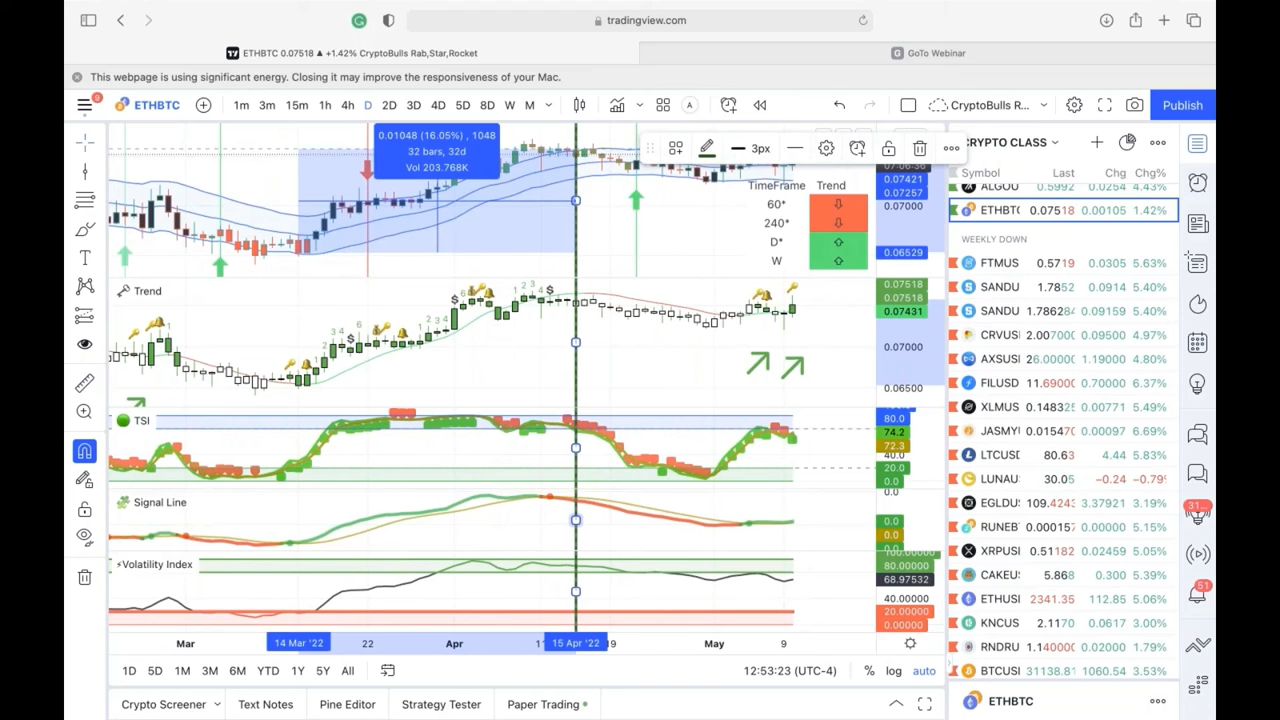 tradingview.com
ETHBTC 0.07518 ▲ +1.42% CryptoBulls Rab,Star,Rocket
GoTo Webinar
This webpage is using significant energy. Closing it may improve the responsiveness of your Mac.
9
ETHBTC
1m 3m 15m 1h 4h D 2D 3D 4D 5D 8D W M
A
CryptoBulls R...
Publish
0.01048 (16.05%) , 1048
32 bars, 32d
Vol 203.768K
3px
TimeFrame Trend
60*
240*
D*
W
0.07421
0.07257
0.07000
0.06529
Trend
0.07518
0.07518
0.07431
0.07000
0.06500
TSI
80.0
74.2
72.3
40.0
20.0
0.0
Signal Line
0.0
0.0
0.0
0.0
Volatility Index
100.00000
80.00000
68.97532
40.00000
20.00000
0.00000
Mar 14 Mar '22 22 Apr 11 15 Apr '22 19 May 9
1D 5D 1M 3M 6M YTD 1Y 5Y All
12:53:23 (UTC-4) % log auto
Crypto Screener Text Notes Pine Editor Strategy Tester Paper Trading
CRYPTO CLASS
Symbol Last Chg Chg%
ALGOU 0.5992 0.0254 4.43%
ETHBTC 0.07518 0.00105 1.42%
WEEKLY DOWN
FTMUS 0.5719 0.0305 5.63%
SANDU 1.7852 0.0914 5.40%
SANDU 1.78628 0.09159 5.40%
CRVUS 2.00700 0.0950 4.97%
AXSUS 26.0000 1.19000 4.80%
FILUSD 11.6900 0.70000 6.37%
XLMUS 0.14832 0.00771 5.49%
JASMY 0.01547 0.00097 6.69%
LTCUSD 80.63 4.44 5.83%
LUNAU 30.05 −0.24 −0.79%
EGLDU 109.424 3.37921 3.19%
RUNEB 0.00015 5.15%
XRPUSI 0.51182 0.02459 5.05%
CAKEU 5.868 0.300 5.39%
ETHUSI 2341.35 112.85 5.06%
KNCUS 2.1170 0.0617 3.00%
RNDRU 1.14000 0.02000 1.79%
BTCUSI 31138.81 1060.54 3.53%
31...
51
ETHBTC